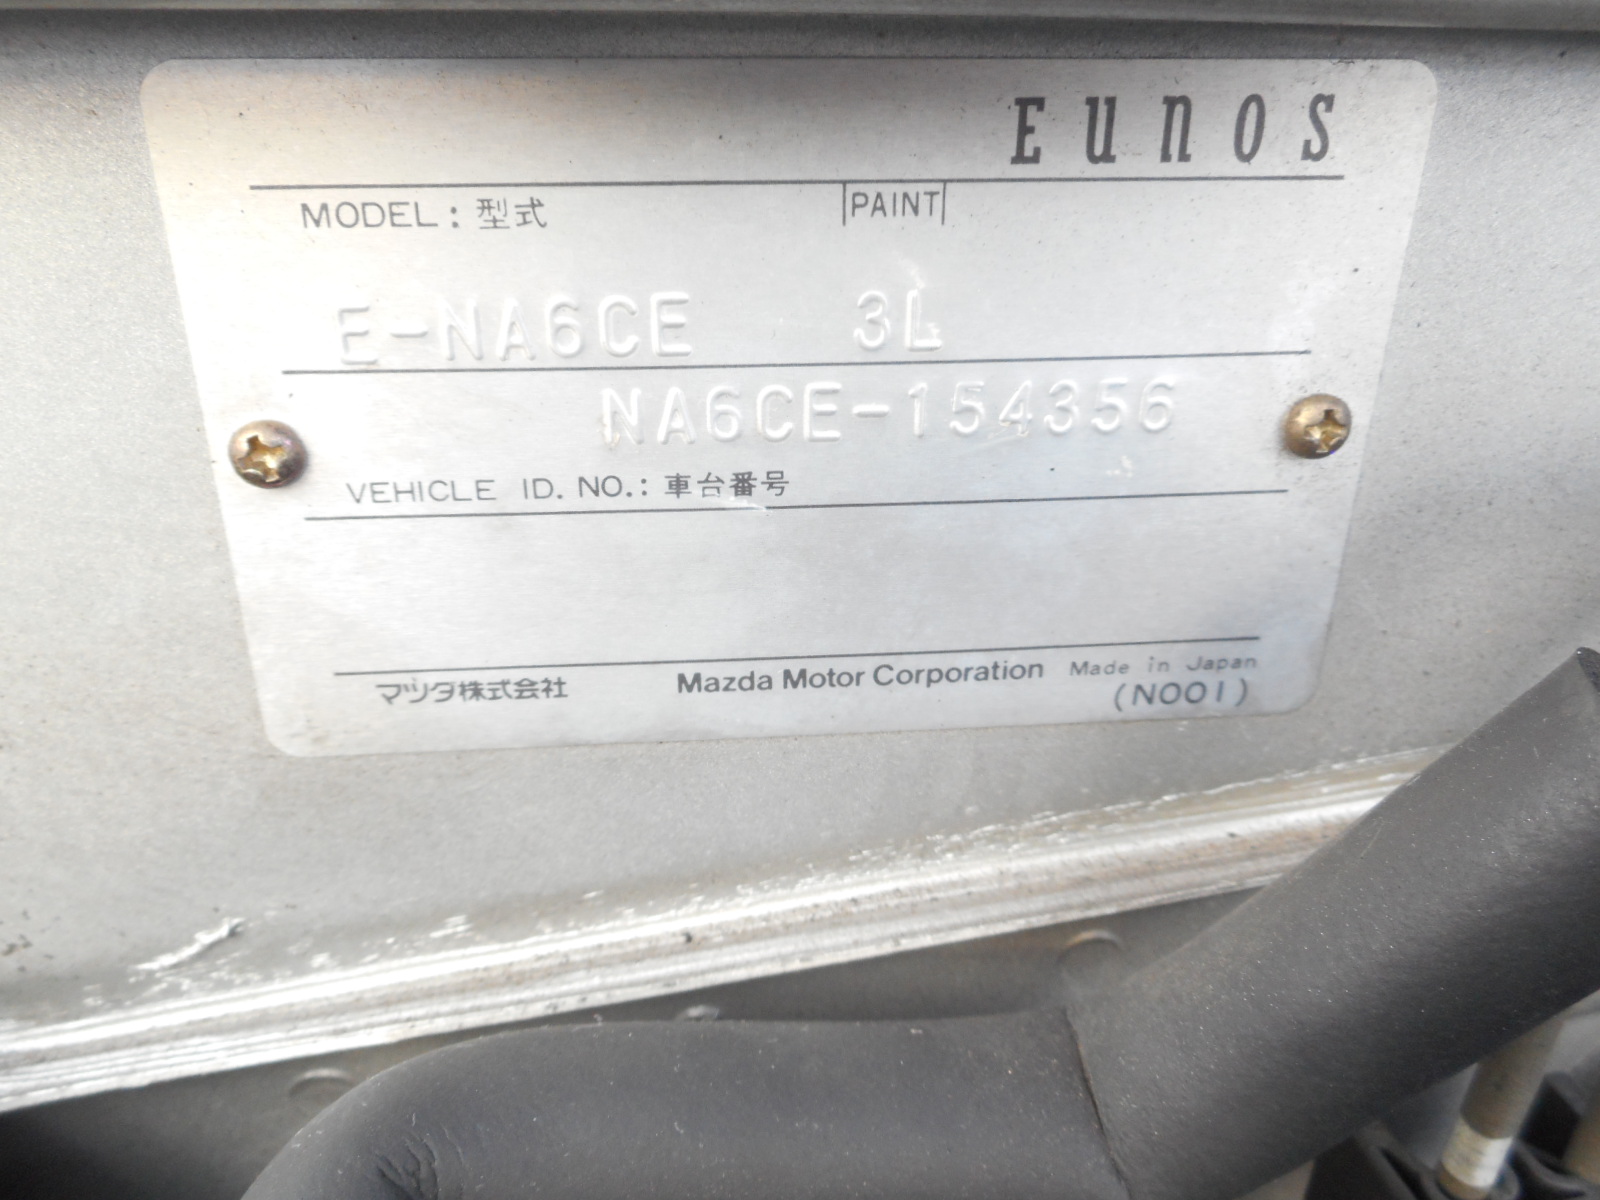 EUNOS
MODEL: 型式 PAINT
E-NA6CE 3L
NA6CE-154356
VEHICLE ID. NO.: 車台番号
マツダ株式会社 Mazda Motor Corporation Made in Japan
(N001)